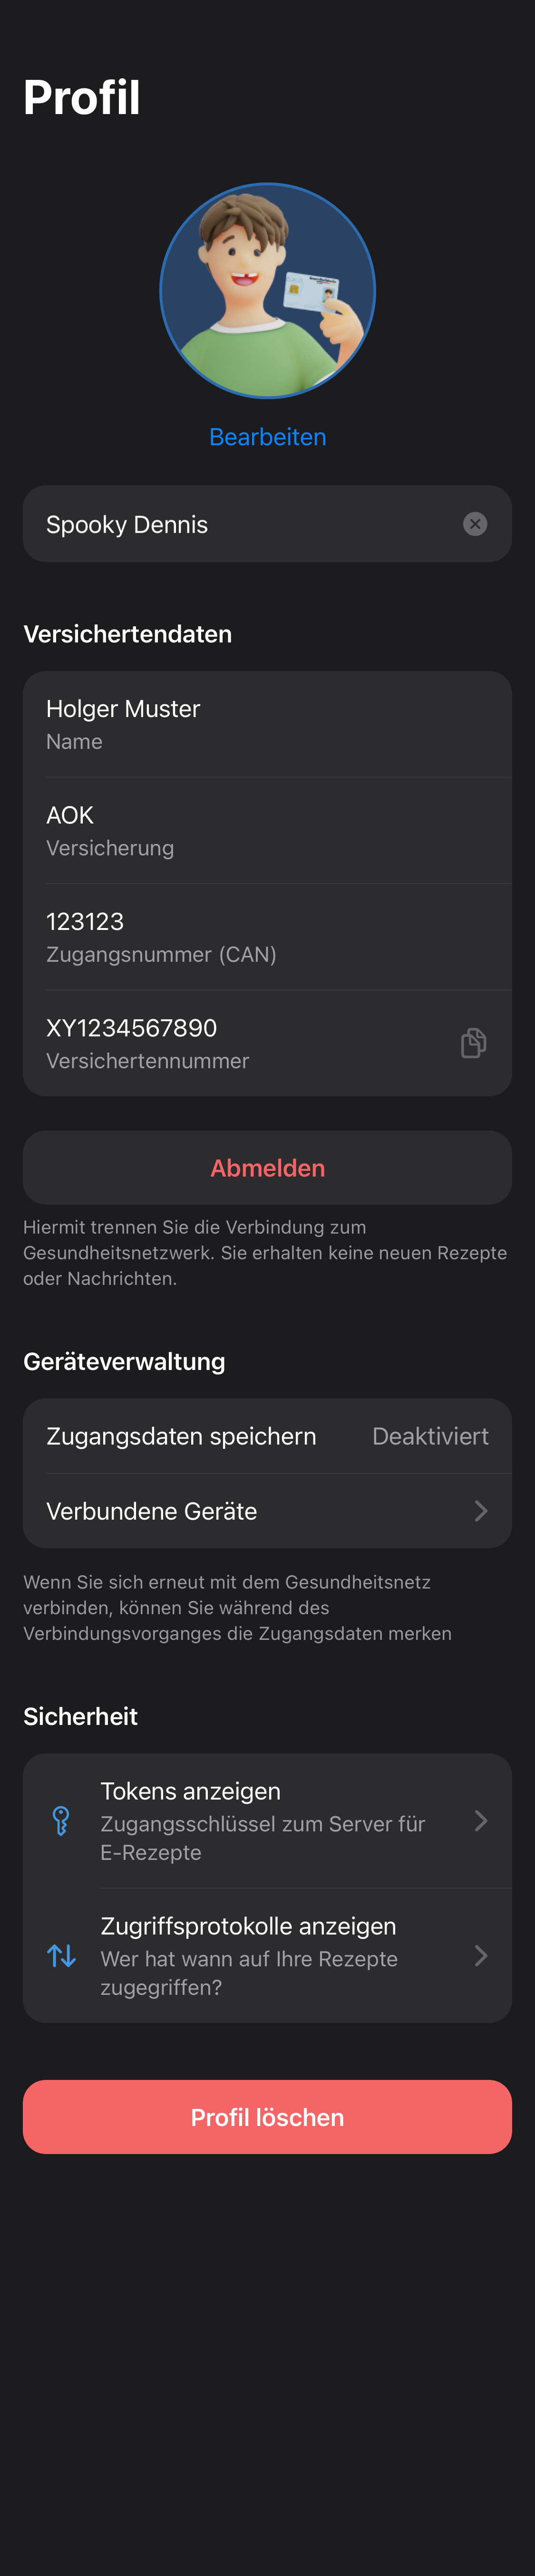 Profil
Bearbeiten
Spooky Dennis
Versichertendaten
Holger Muster
Name
AOK
Versicherung
123123
Zugangsnummer (CAN)
XY1234567890
Versichertennummer
Abmelden
Hiermit trennen Sie die Verbindung zum
Gesundheitsnetzwerk. Sie erhalten keine neuen Rezepte
oder Nachrichten.
Geräteverwaltung
Zugangsdaten speichern Deaktiviert
Verbundene Geräte
Wenn Sie sich erneut mit dem Gesundheitsnetz
verbinden, können Sie während des
Verbindungsvorganges die Zugangsdaten merken
Sicherheit
Tokens anzeigen
Zugangsschlüssel zum Server für
E-Rezepte
Zugriffsprotokolle anzeigen
Wer hat wann auf Ihre Rezepte
zugegriffen?
Profil löschen